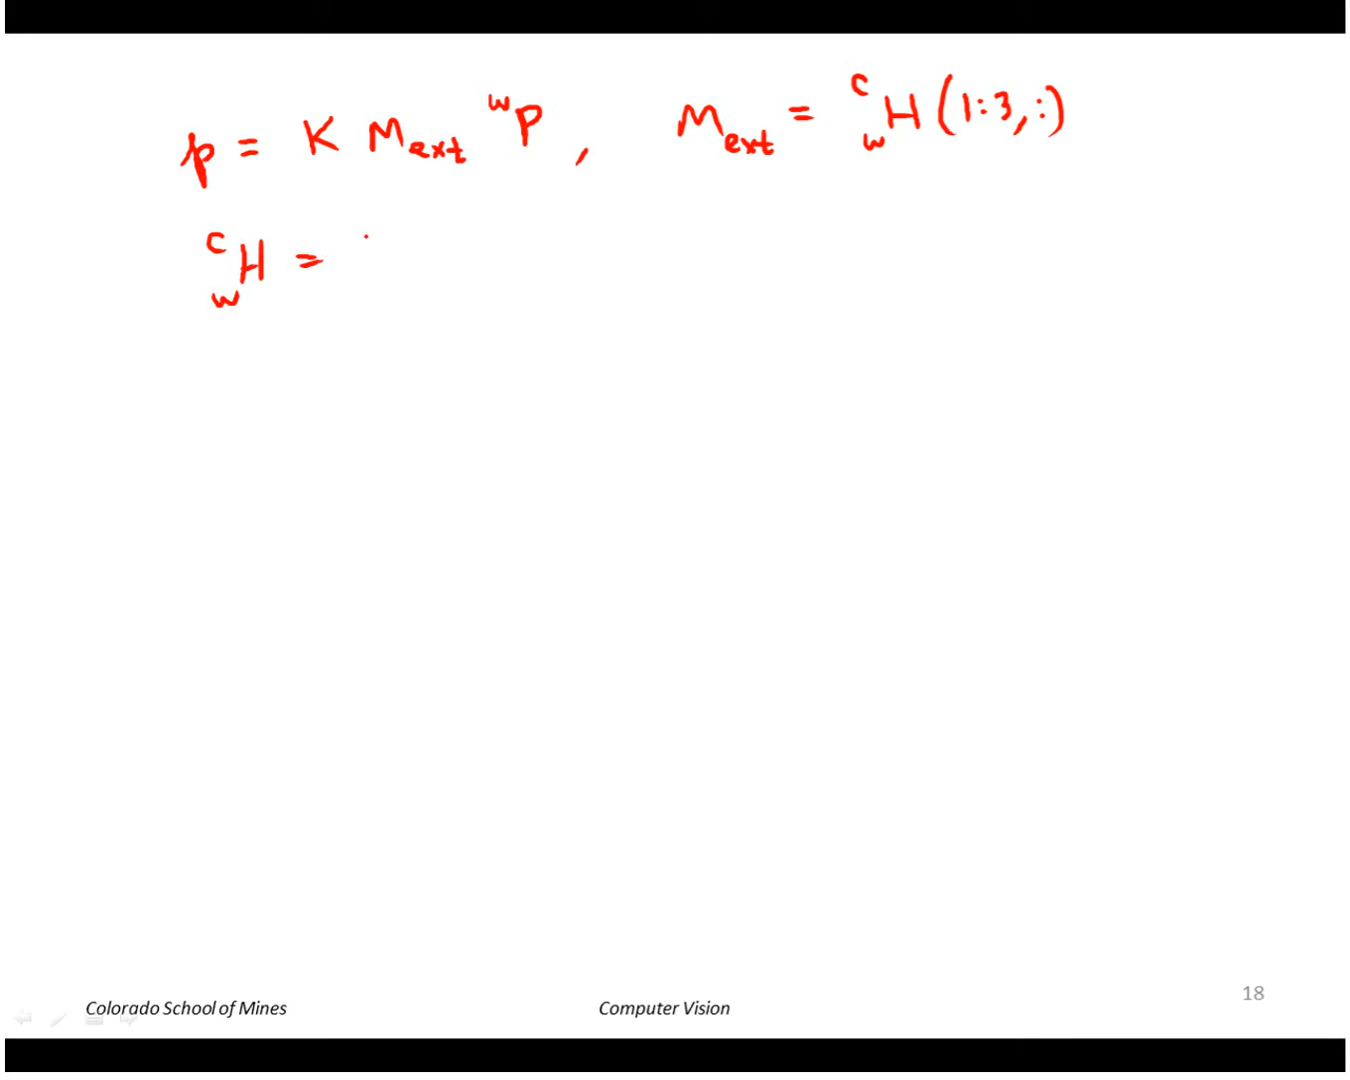 p = K M_ext ^w P , M_ext = ^c_w H (1:3, :)
^c_w H =
18
Colorado School of Mines Computer Vision